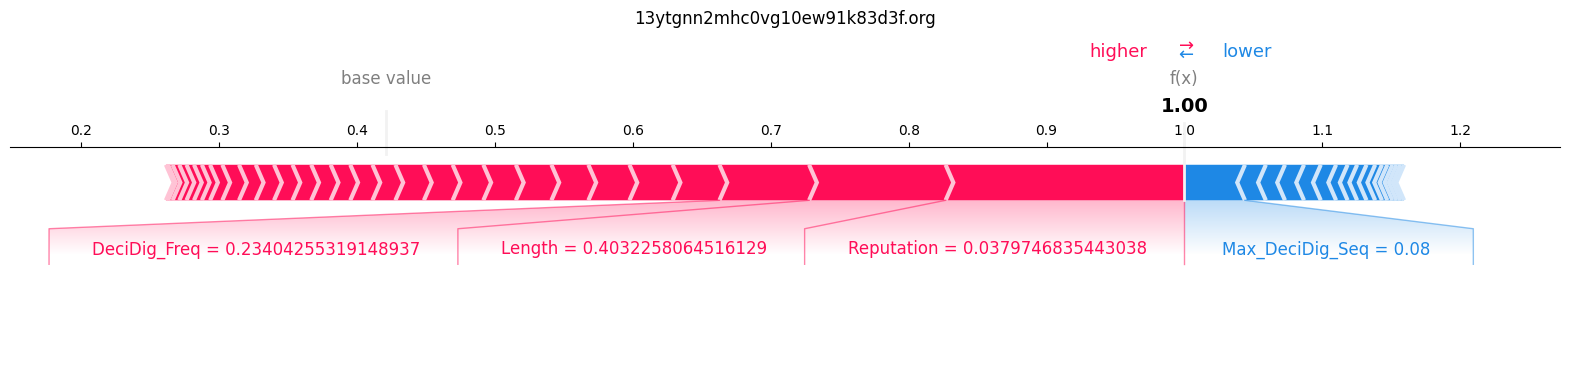 13ytgnn2mhc0vg10ew91k83d3f.org
higher ⇄ lower
base value f(x)
1.00
0.2 0.3 0.4 0.5 0.6 0.7 0.8 0.9 1.0 1.1 1.2
DeciDig_Freq = 0.23404255319148937 Length = 0.4032258064516129 Reputation = 0.0379746835443038 Max_DeciDig_Seq = 0.08